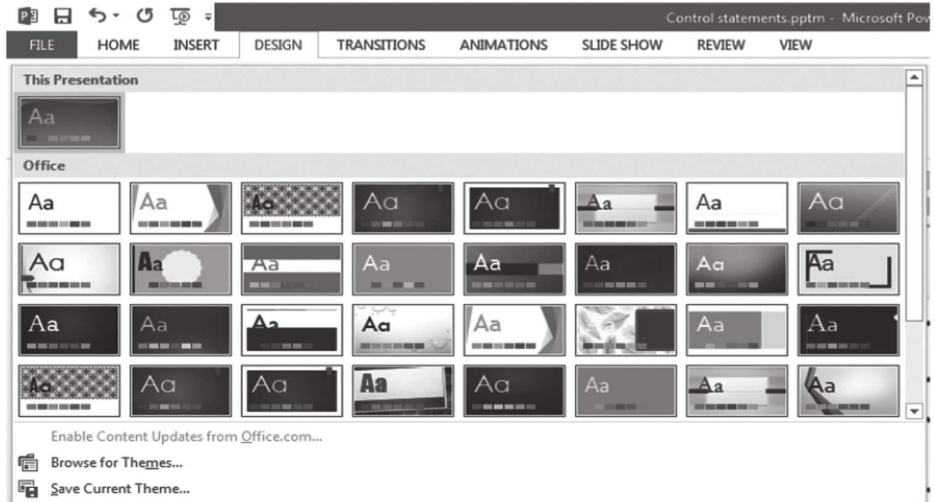 Control statements.pptm - Microsoft Pow
FILE HOME INSERT DESIGN TRANSITIONS ANIMATIONS SLIDE SHOW REVIEW VIEW
This Presentation
Aa
Office
Aa Aa Aa Aa Aa Aa Aa Aa
Aa Aa Aa Aa Aa Aa Aa Aa
Aa Aa Aa Aa Aa Aa Aa
Aa Aa Aa Aa Aa Aa Aa Aa
Enable Content Updates from Office.com...
Browse for Themes...
Save Current Theme...